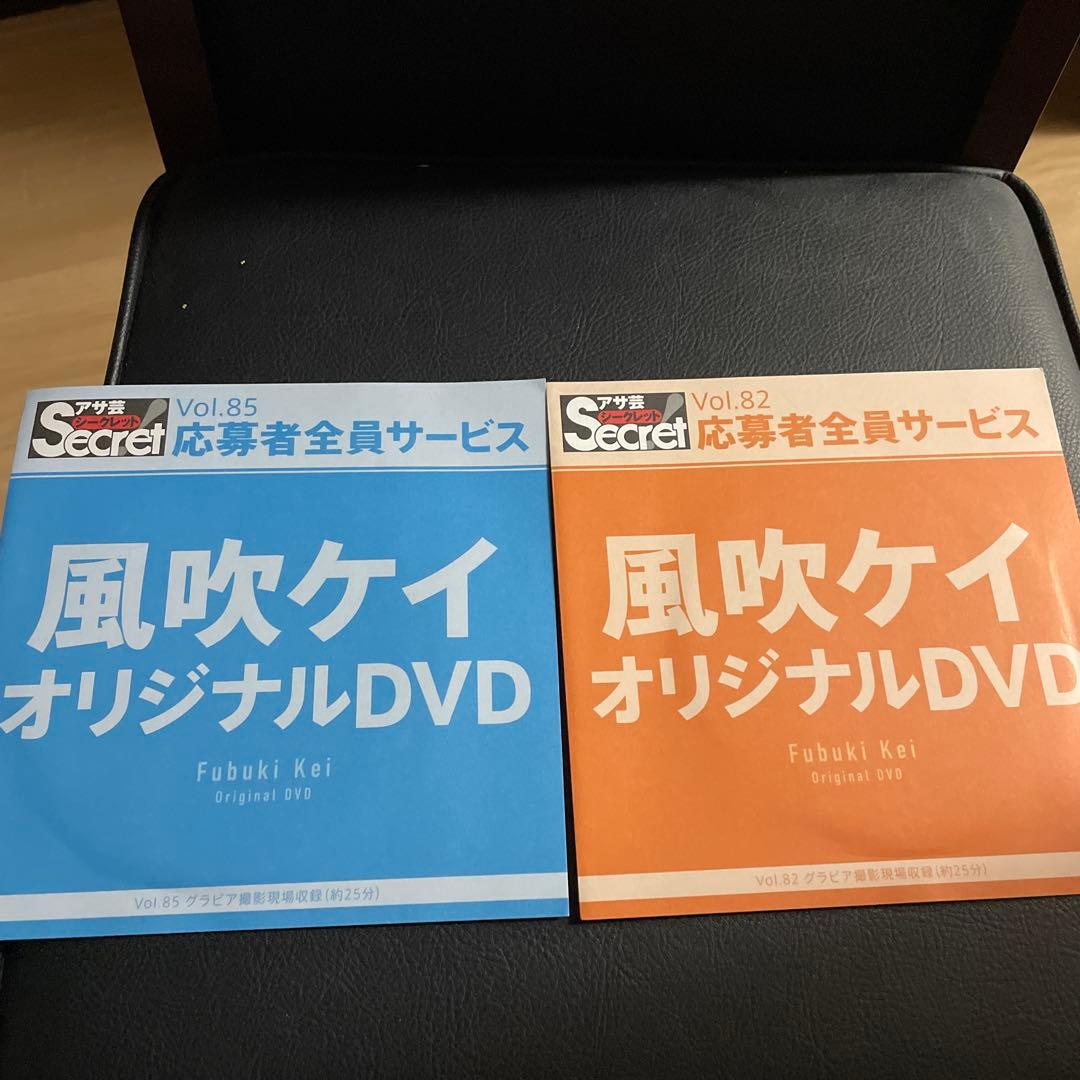 アサ芸
シークレット
Secret!
Vol.85
応募者全員サービス
風吹ケイ
オリジナルDVD
Fubuki Kei
Original DVD
Vol.85 グラビア撮影現場収録(約25分)
アサ芸
シークレット
Secret!
Vol.82
応募者全員サービス
風吹ケイ
オリジナルDVD
Fubuki Kei
Original DVD
Vol.82 グラビア撮影現場収録(約25分)